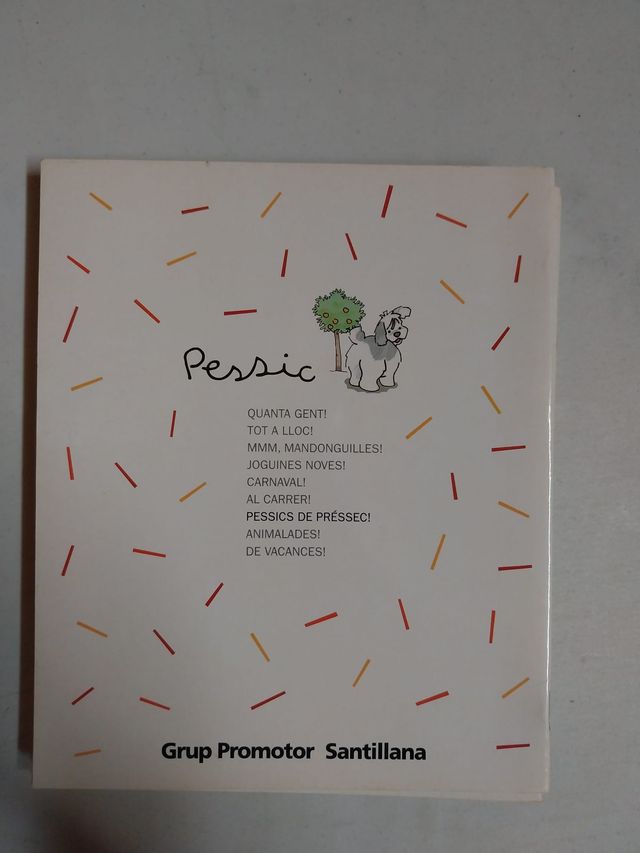 Pessic
QUANTA GENT!
TOT A LLOC!
MMM, MANDONGUILLES!
JOGUINES NOVES!
CARNAVAL!
AL CARRER!
PESSICS DE PRÉSSEC!
ANIMALADES!
DE VACANCES!
Grup Promotor Santillana